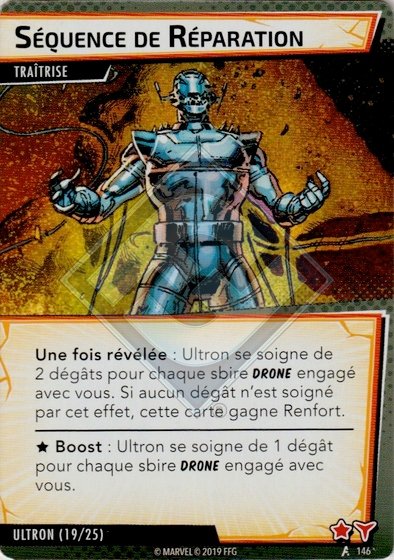 Séquence de Réparation
TRAÎTRISE
Une fois révélée : Ultron se soigne de
2 dégâts pour chaque sbire DRONE engagé
avec vous. Si aucun dégât n'est soigné
par cet effet, cette carte gagne Renfort.
★ Boost : Ultron se soigne de 1 dégât
pour chaque sbire DRONE engagé avec
vous.
ULTRON (19/25)
© MARVEL © 2019 FFG
146